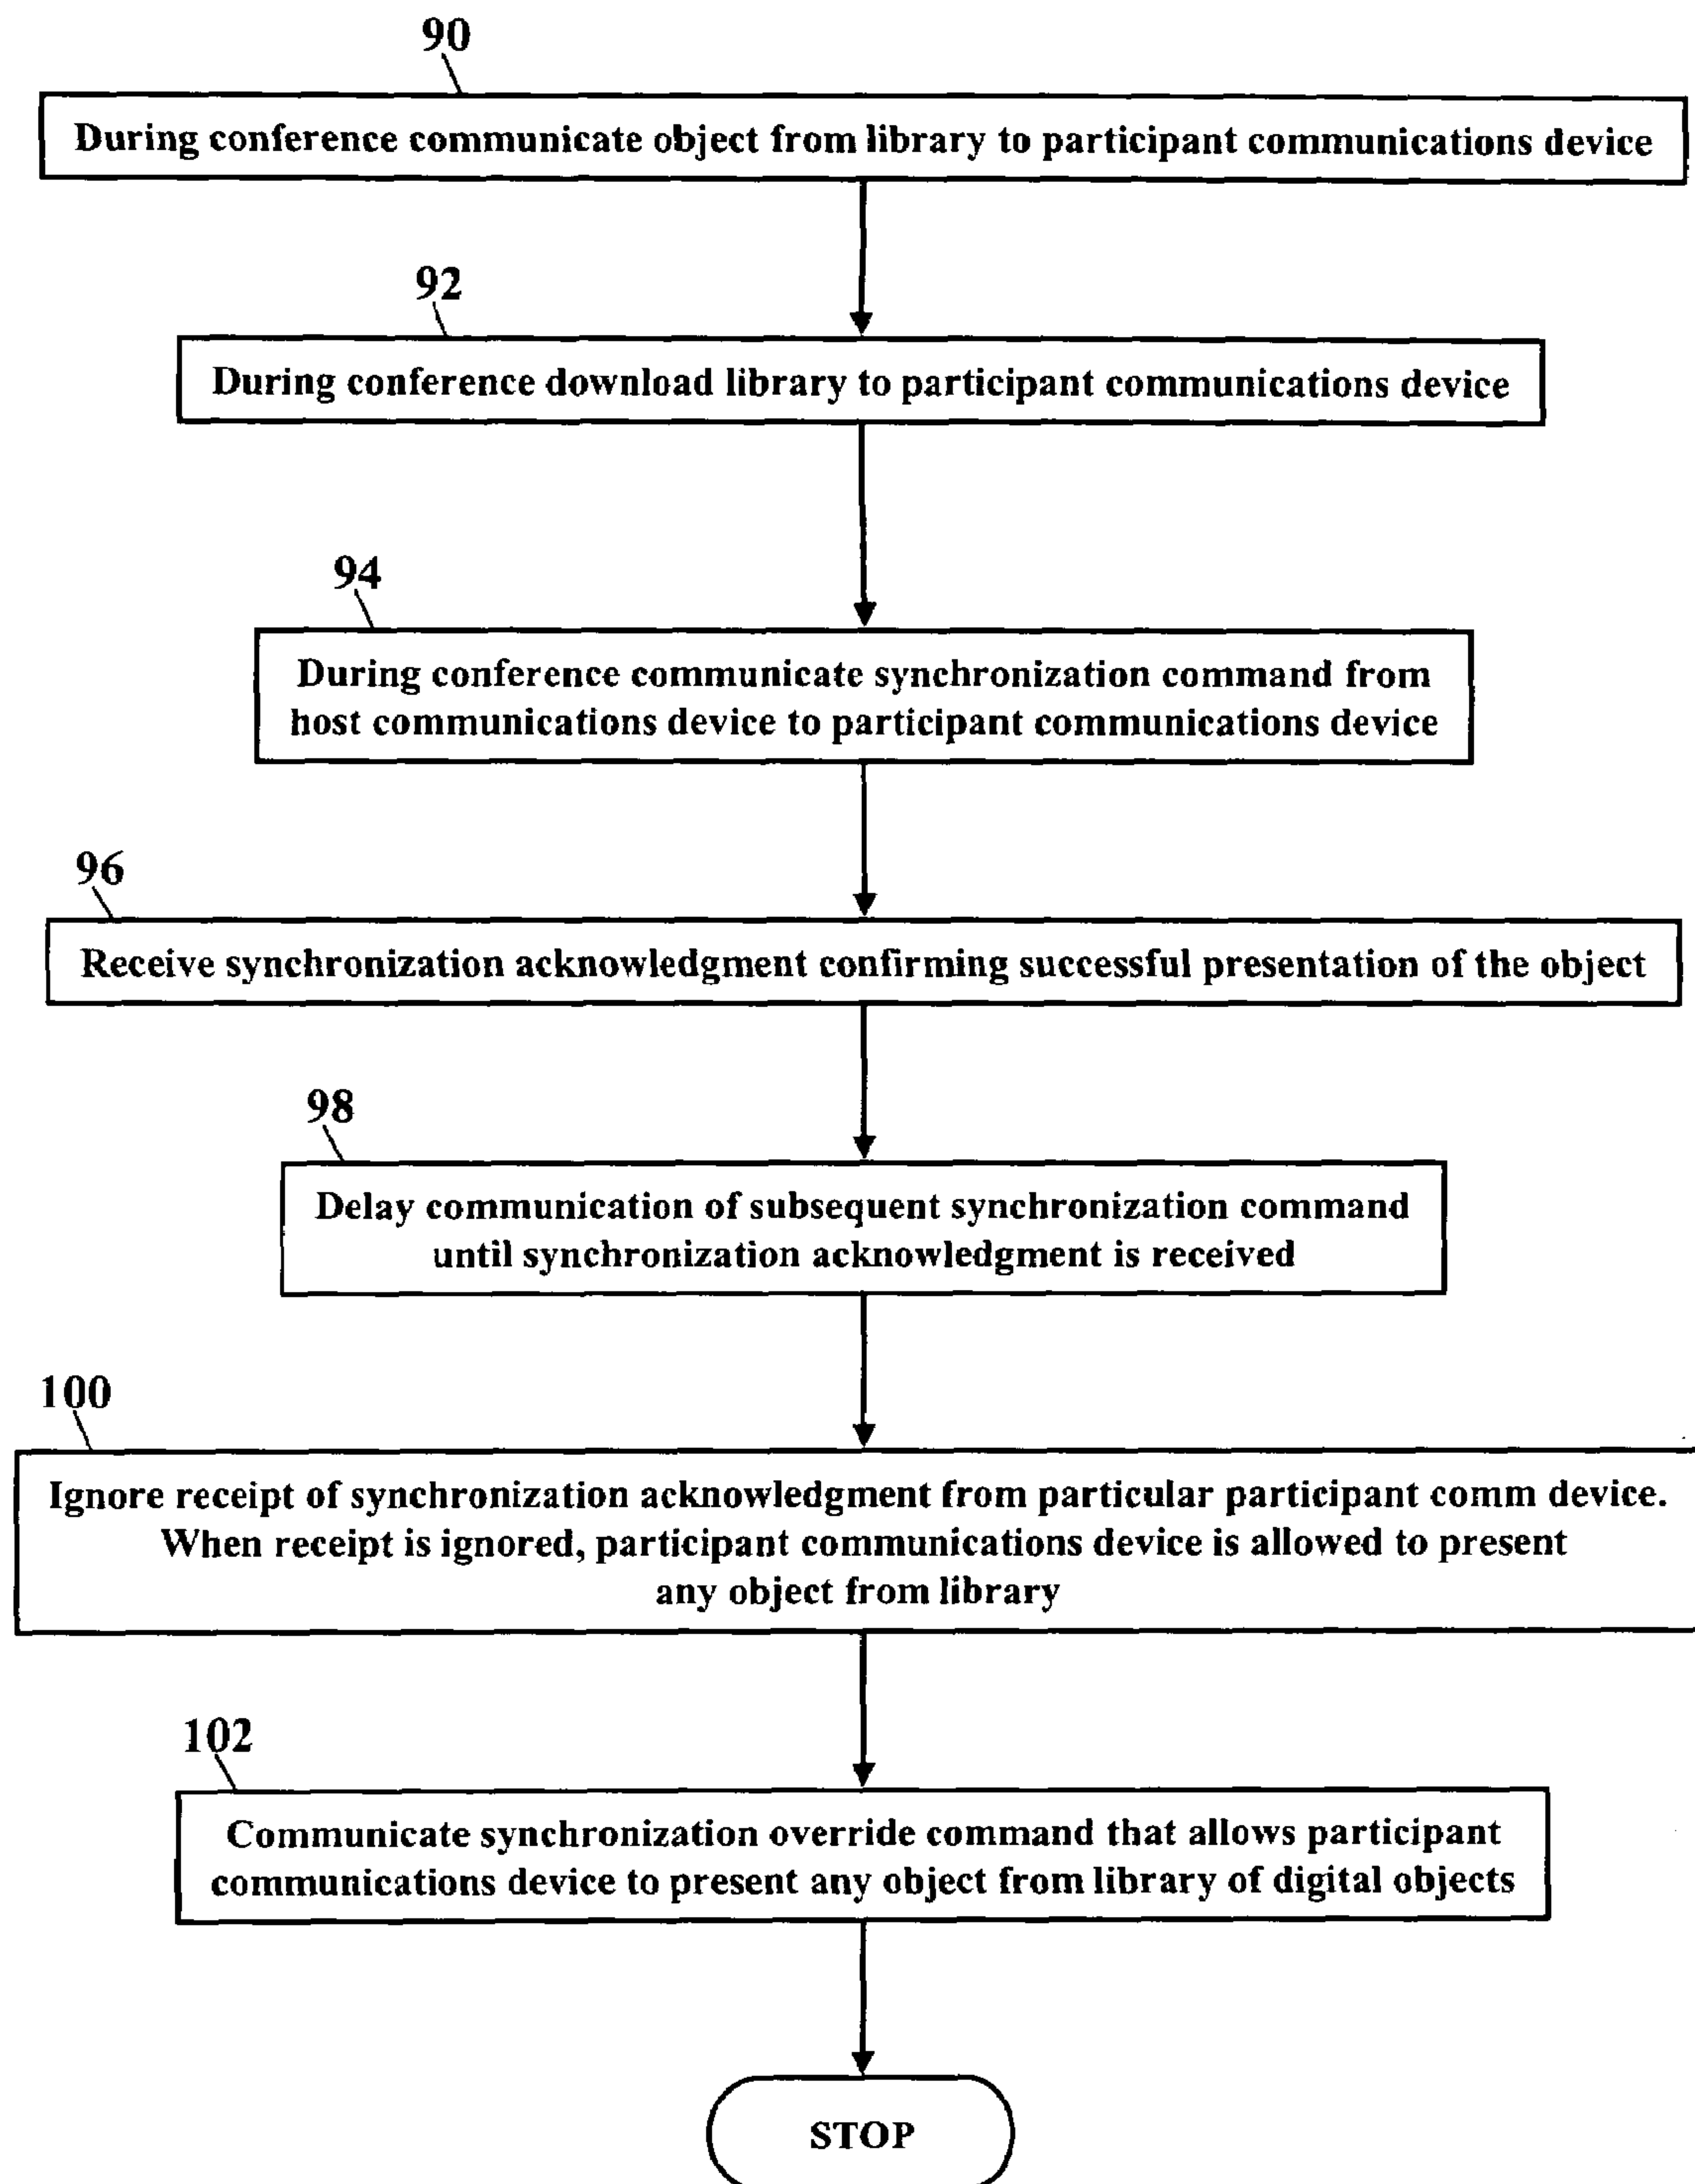 90
During conference communicate object from library to participant communications device
92
During conference download library to participant communications device
94
During conference communicate synchronization command from
host communications device to participant communications device
96
Receive synchronization acknowledgment confirming successful presentation of the object
98
Delay communication of subsequent synchronization command
until synchronization acknowledgment is received
100
Ignore receipt of synchronization acknowledgment from particular participant comm device.
When receipt is ignored, participant communications device is allowed to present
any object from library
102
Communicate synchronization override command that allows participant
communications device to present any object from library of digital objects
STOP